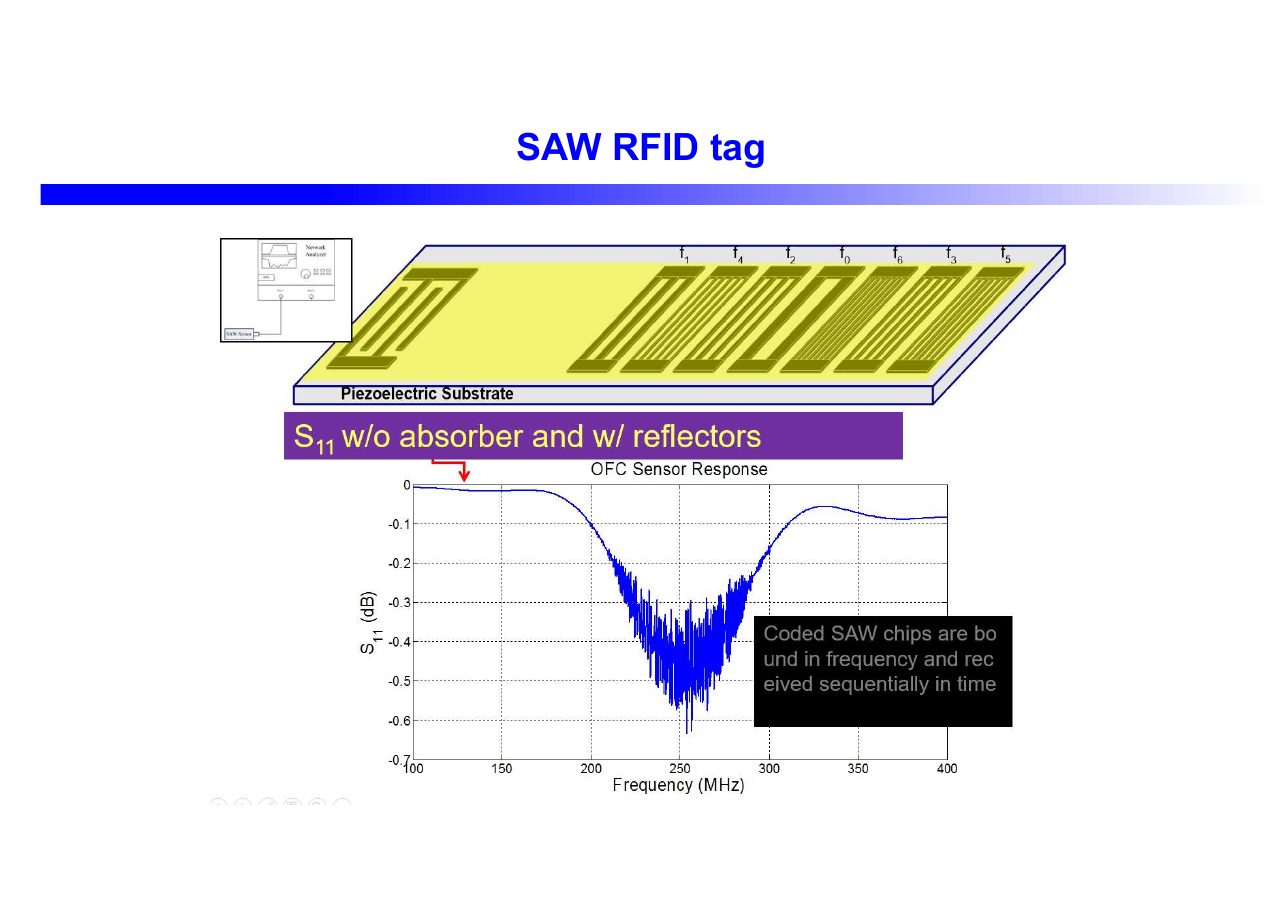 SAW RFID tag
Network
Analyzer
SAW Sensor
f1 f4 f2 f0 f6 f3 f5
Piezoelectric Substrate
S11 w/o absorber and w/ reflectors
OFC Sensor Response
0
-0.1
-0.2
-0.3
-0.4
-0.5
-0.6
-0.7
S11 (dB)
Coded SAW chips are bo
und in frequency and rec
eived sequentially in time
100 150 200 250 300 350 400
Frequency (MHz)